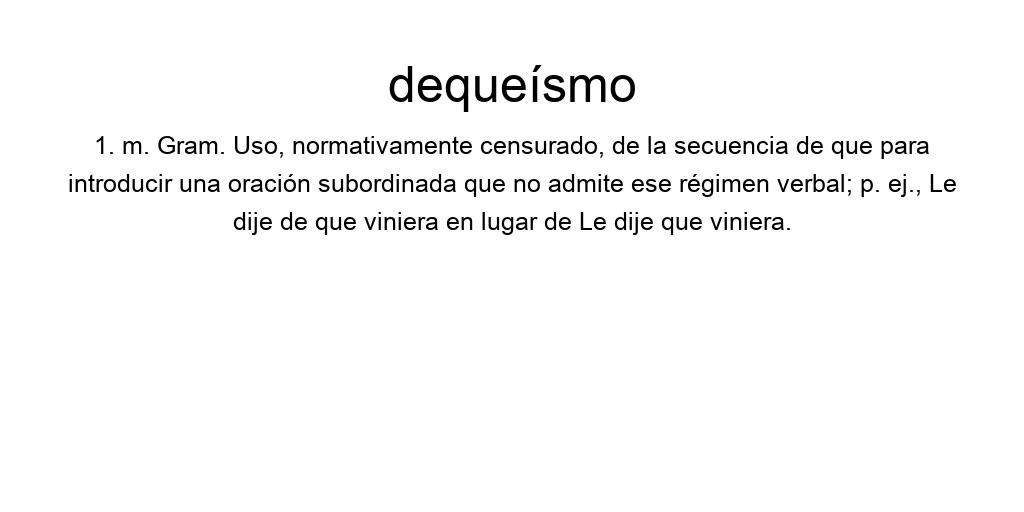 dequeísmo
1. m. Gram. Uso, normativamente censurado, de la secuencia de que para
introducir una oración subordinada que no admite ese régimen verbal; p. ej., Le
dije de que viniera en lugar de Le dije que viniera.